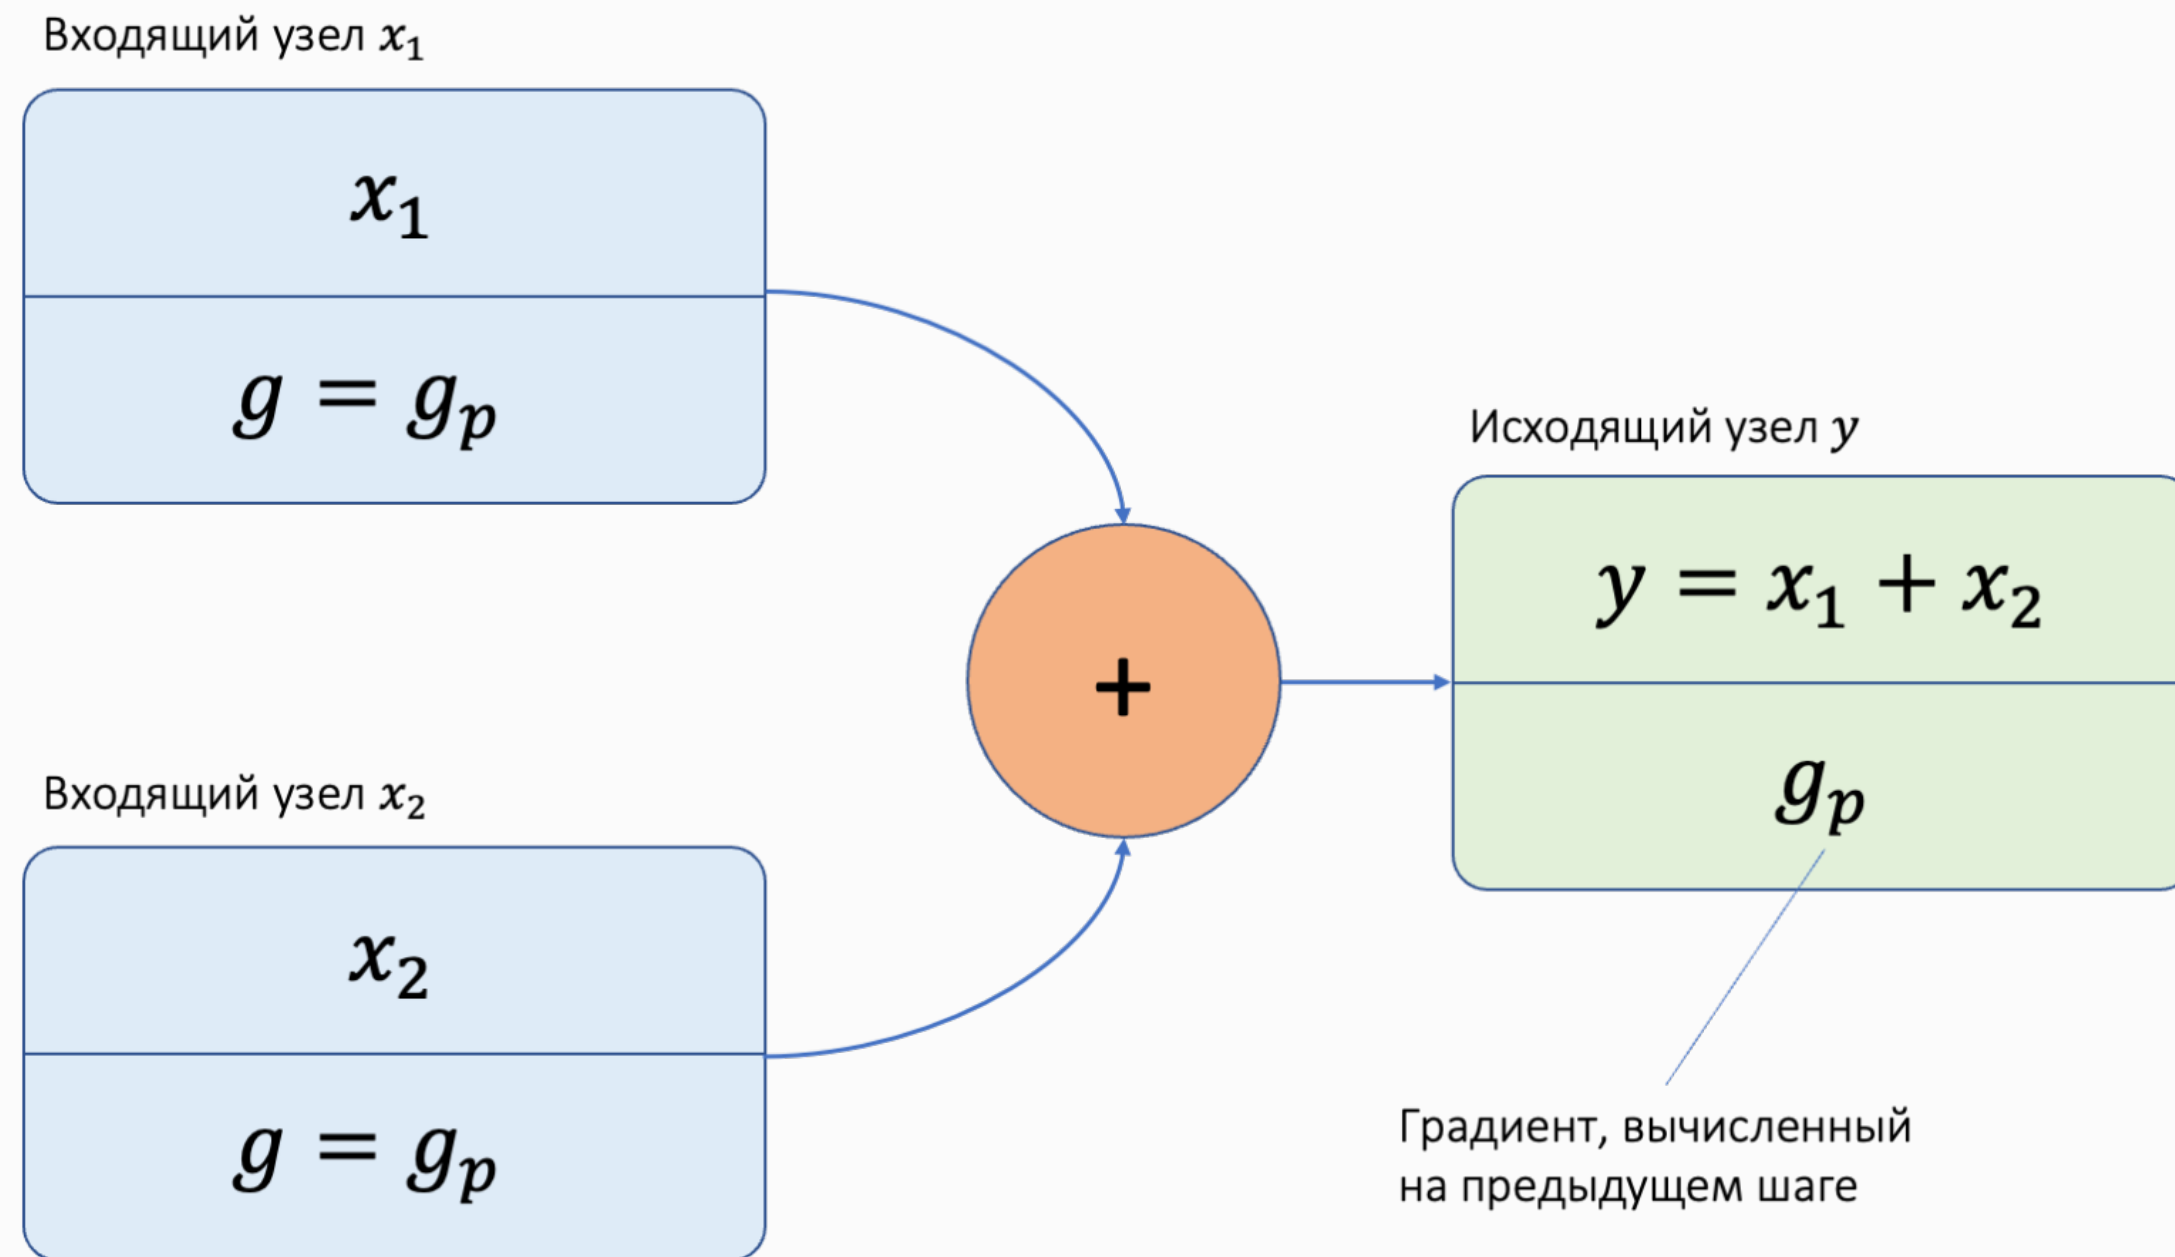 Входящий узел x₁
x₁
g = gₚ
Исходящий узел y
y = x₁ + x₂
+
gₚ
Входящий узел x₂
x₂
g = gₚ
Градиент, вычисленный
на предыдущем шаге